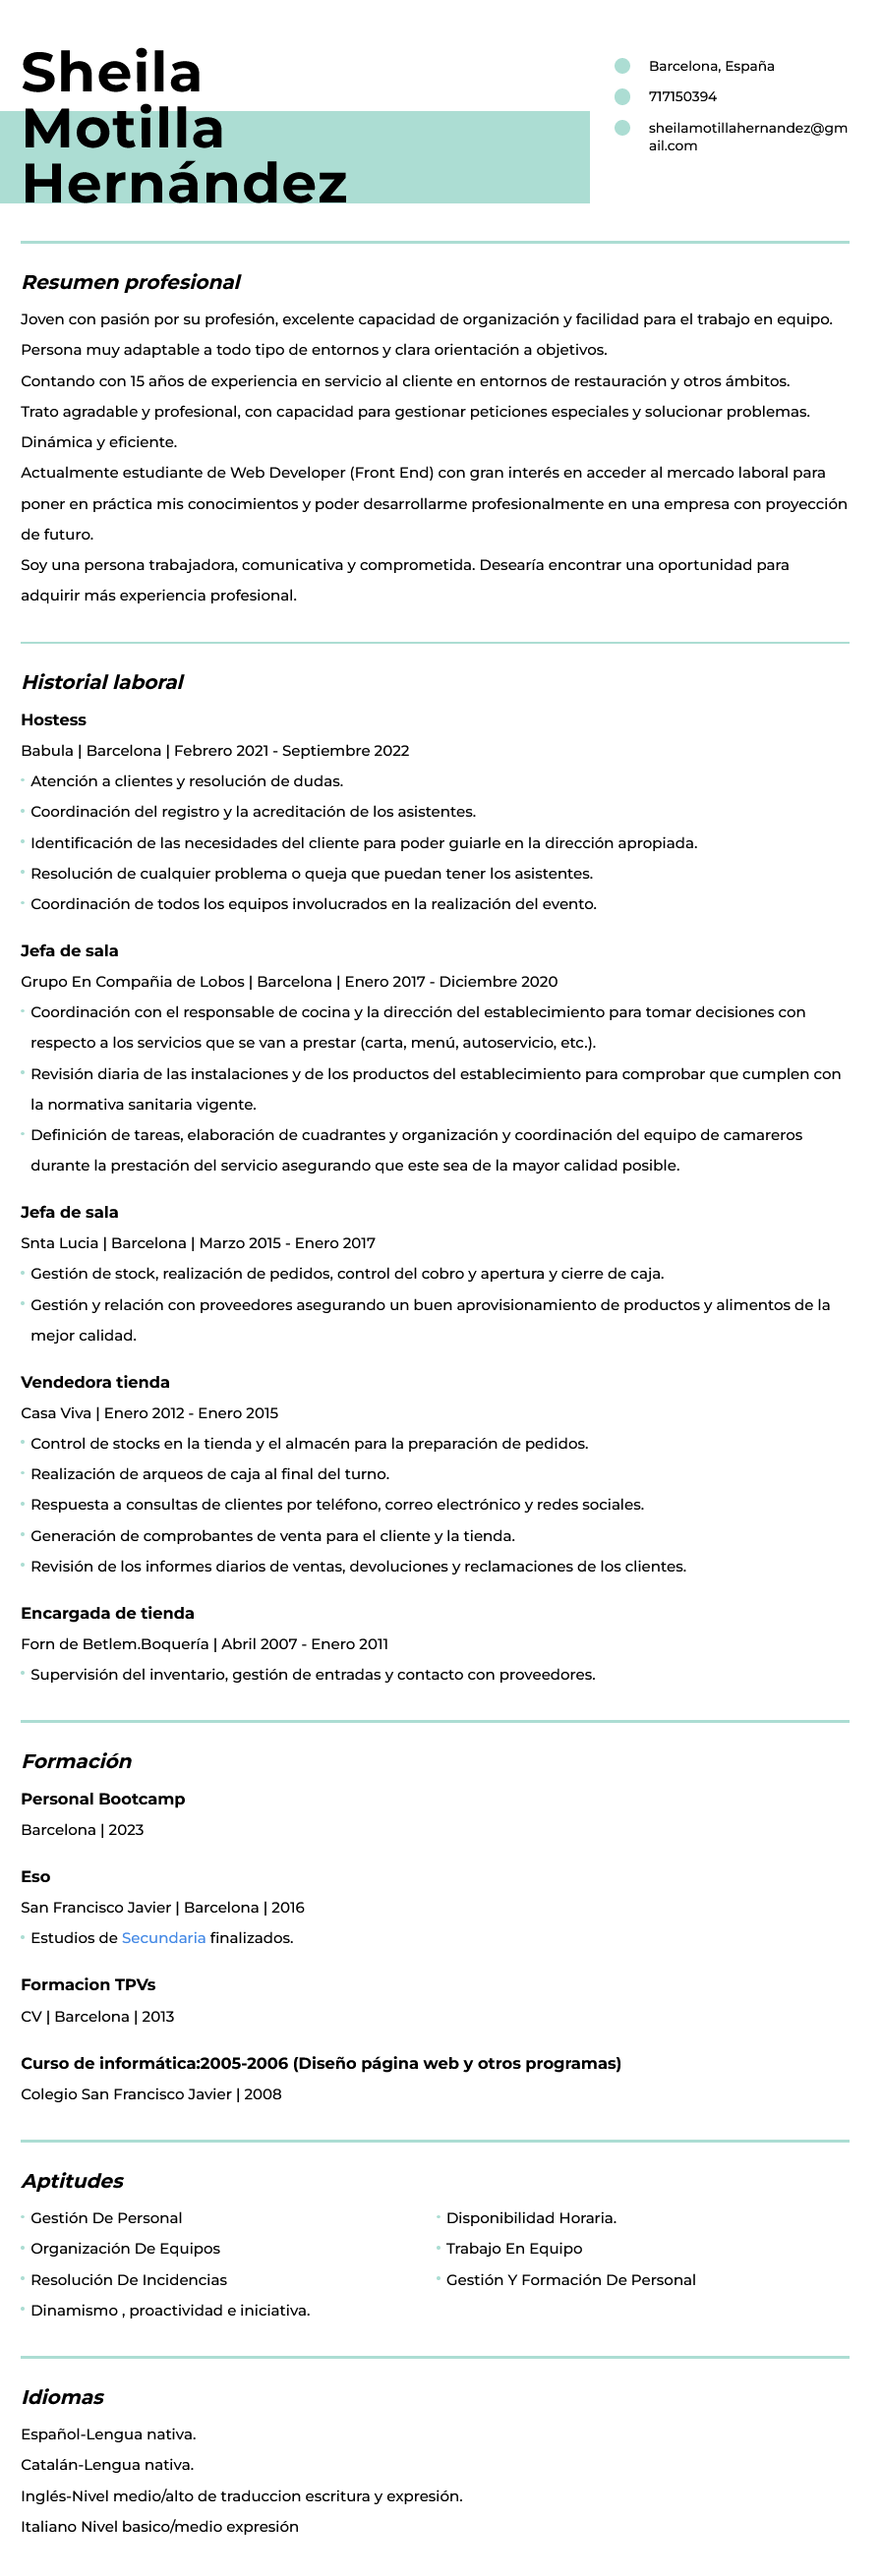 Sheila
Motilla
Hernández
Barcelona, España
717150394
sheilamotillahernandez@gm
ail.com
Resumen profesional
Joven con pasión por su profesión, excelente capacidad de organización y facilidad para el trabajo en equipo.
Persona muy adaptable a todo tipo de entornos y clara orientación a objetivos.
Contando con 15 años de experiencia en servicio al cliente en entornos de restauración y otros ámbitos.
Trato agradable y profesional, con capacidad para gestionar peticiones especiales y solucionar problemas.
Dinámica y eficiente.
Actualmente estudiante de Web Developer (Front End) con gran interés en acceder al mercado laboral para
poner en práctica mis conocimientos y poder desarrollarme profesionalmente en una empresa con proyección
de futuro.
Soy una persona trabajadora, comunicativa y comprometida. Desearía encontrar una oportunidad para
adquirir más experiencia profesional.
Historial laboral
Hostess
Babula | Barcelona | Febrero 2021 - Septiembre 2022
Atención a clientes y resolución de dudas.
Coordinación del registro y la acreditación de los asistentes.
Identificación de las necesidades del cliente para poder guiarle en la dirección apropiada.
Resolución de cualquier problema o queja que puedan tener los asistentes.
Coordinación de todos los equipos involucrados en la realización del evento.
Jefa de sala
Grupo En Compañia de Lobos | Barcelona | Enero 2017 - Diciembre 2020
Coordinación con el responsable de cocina y la dirección del establecimiento para tomar decisiones con
respecto a los servicios que se van a prestar (carta, menú, autoservicio, etc.).
Revisión diaria de las instalaciones y de los productos del establecimiento para comprobar que cumplen con
la normativa sanitaria vigente.
Definición de tareas, elaboración de cuadrantes y organización y coordinación del equipo de camareros
durante la prestación del servicio asegurando que este sea de la mayor calidad posible.
Jefa de sala
Snta Lucia | Barcelona | Marzo 2015 - Enero 2017
Gestión de stock, realización de pedidos, control del cobro y apertura y cierre de caja.
Gestión y relación con proveedores asegurando un buen aprovisionamiento de productos y alimentos de la
mejor calidad.
Vendedora tienda
Casa Viva | Enero 2012 - Enero 2015
Control de stocks en la tienda y el almacén para la preparación de pedidos.
Realización de arqueos de caja al final del turno.
Respuesta a consultas de clientes por teléfono, correo electrónico y redes sociales.
Generación de comprobantes de venta para el cliente y la tienda.
Revisión de los informes diarios de ventas, devoluciones y reclamaciones de los clientes.
Encargada de tienda
Forn de Betlem.Boquería | Abril 2007 - Enero 2011
Supervisión del inventario, gestión de entradas y contacto con proveedores.
Formación
Personal Bootcamp
Barcelona | 2023
Eso
San Francisco Javier | Barcelona | 2016
Estudios de Secundaria finalizados.
Formacion TPVs
CV | Barcelona | 2013
Curso de informática:2005-2006 (Diseño página web y otros programas)
Colegio San Francisco Javier | 2008
Aptitudes
Gestión De Personal
Organización De Equipos
Resolución De Incidencias
Dinamismo , proactividad e iniciativa.
Disponibilidad Horaria.
Trabajo En Equipo
Gestión Y Formación De Personal
Idiomas
Español-Lengua nativa.
Catalán-Lengua nativa.
Inglés-Nivel medio/alto de traduccion escritura y expresión.
Italiano Nivel basico/medio expresión